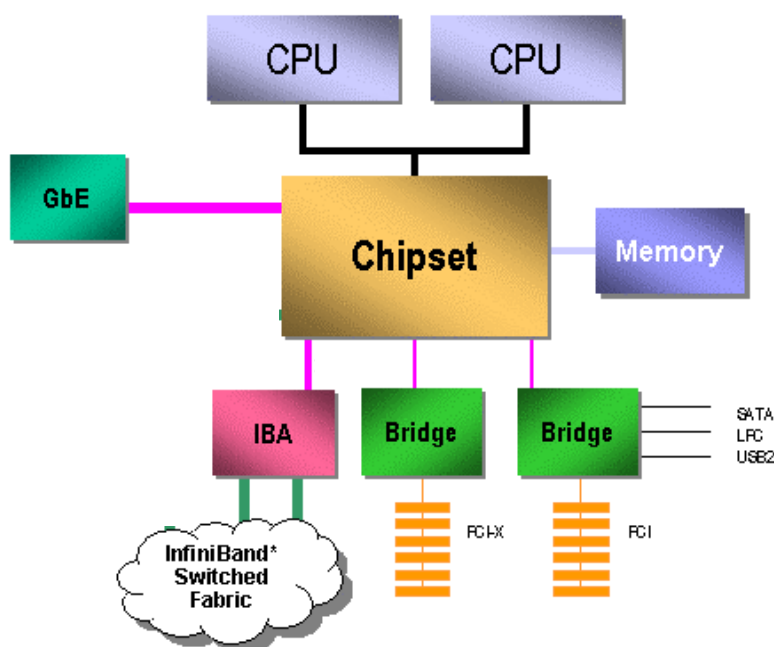 CPU
CPU
GbE
Chipset
Memory
IBA
Bridge
Bridge
SATA
LPC
USB2
PCI-X
PCI
InfiniBand*
Switched
Fabric